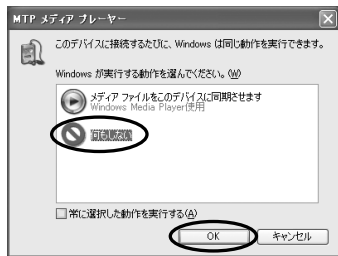 MTP メディア プレーヤー
このデバイスに接続するたびに、Windows は同じ動作を実行できます。
Windows が実行する動作を選んでください。(W)
メディア ファイルをこのデバイスに同期させます
Windows Media Player使用
何もしない
常に選択した動作を実行する(A)
OK キャンセル